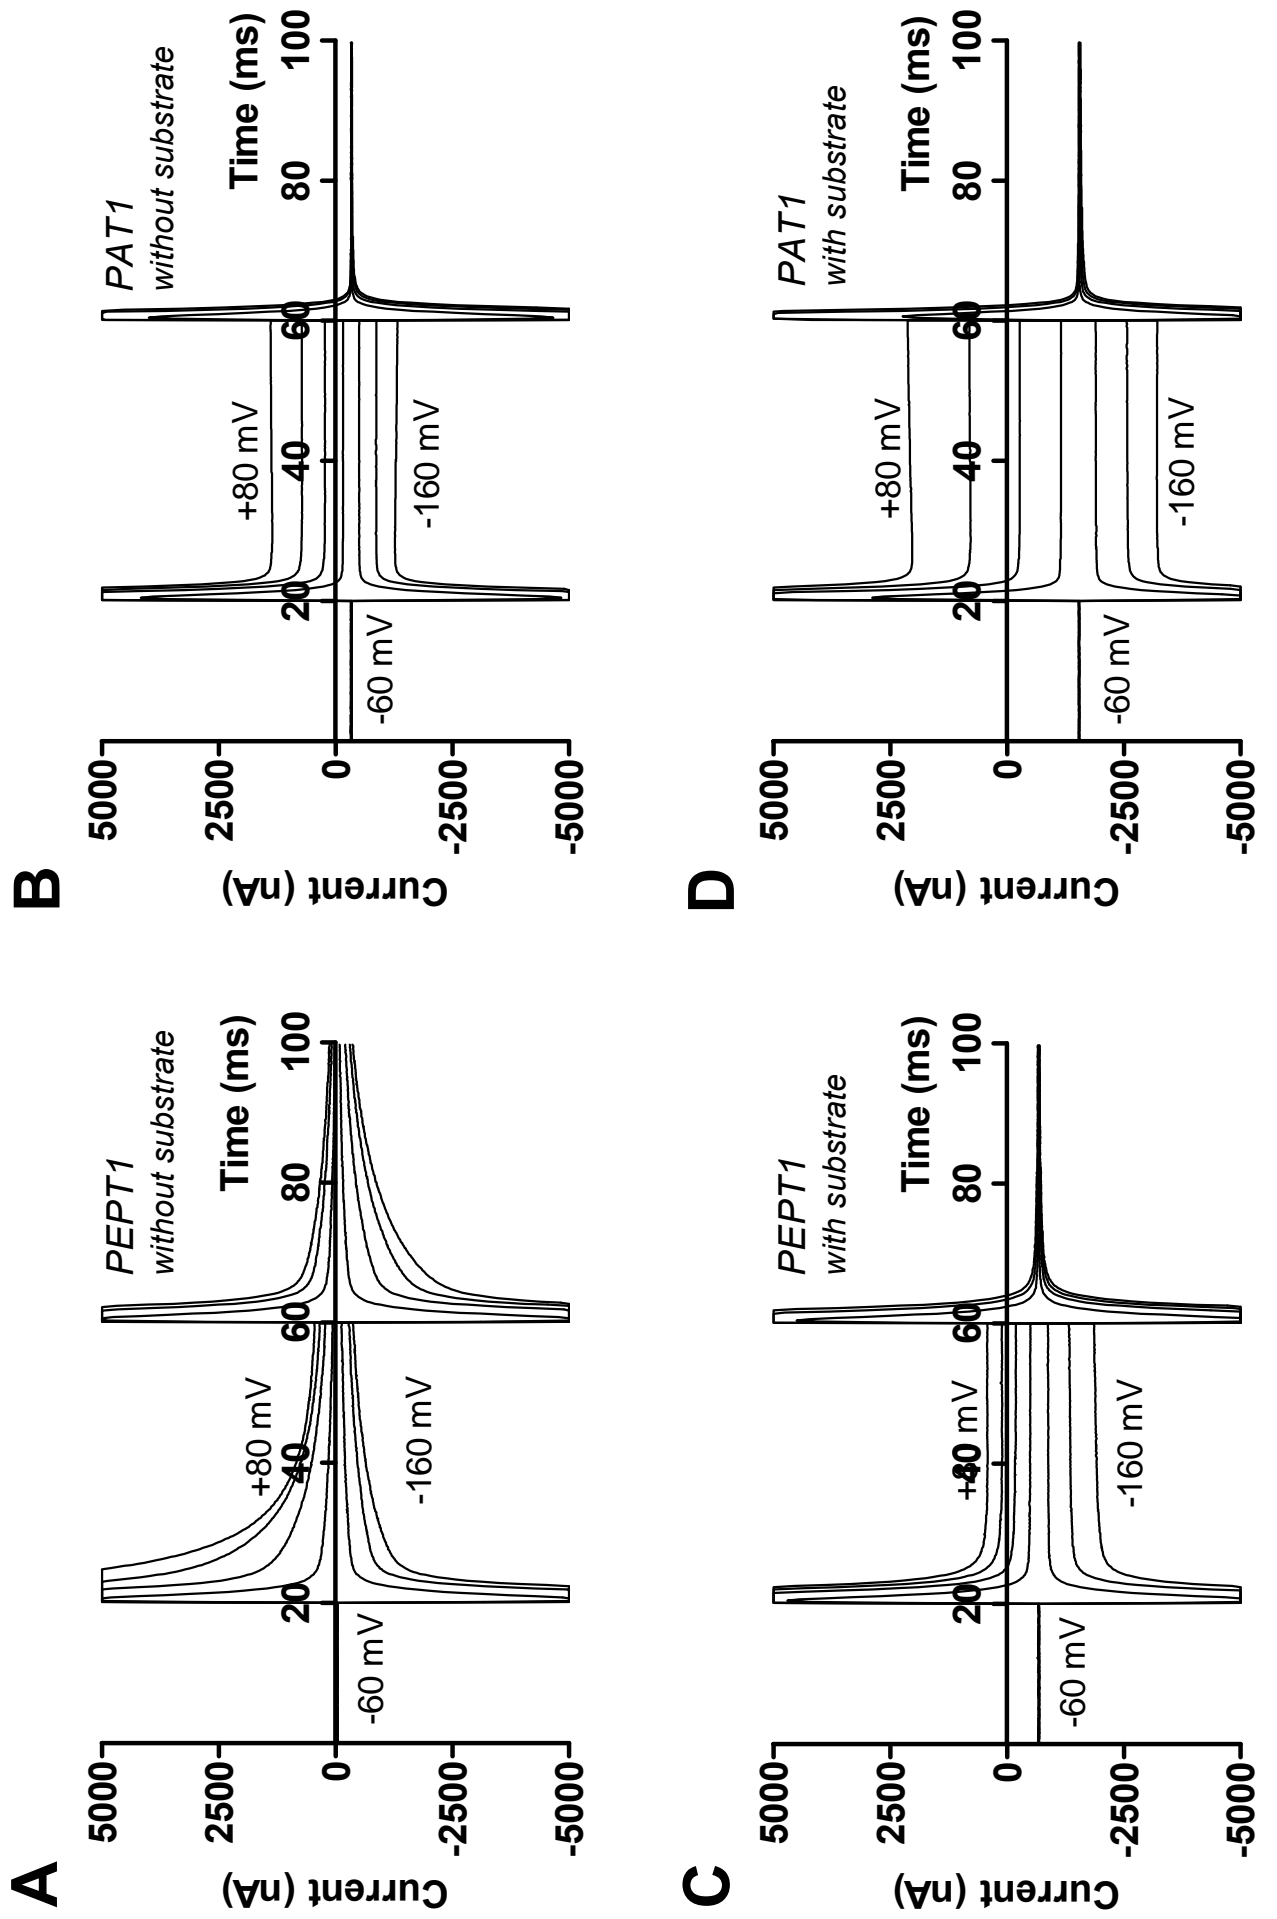 A
PEPT1
without substrate
Current (nA)
5000
2500
0
-2500
-5000
20
40
60
80
100
Time (ms)
+80 mV
-60 mV
-160 mV
B
PAT1
without substrate
Current (nA)
5000
2500
0
-2500
-5000
20
40
60
80
100
Time (ms)
+80 mV
-60 mV
-160 mV
C
PEPT1
with substrate
Current (nA)
5000
2500
0
-2500
-5000
20
40
60
80
100
Time (ms)
+80 mV
-60 mV
-160 mV
D
PAT1
with substrate
Current (nA)
5000
2500
0
-2500
-5000
20
40
60
80
100
Time (ms)
+80 mV
-60 mV
-160 mV